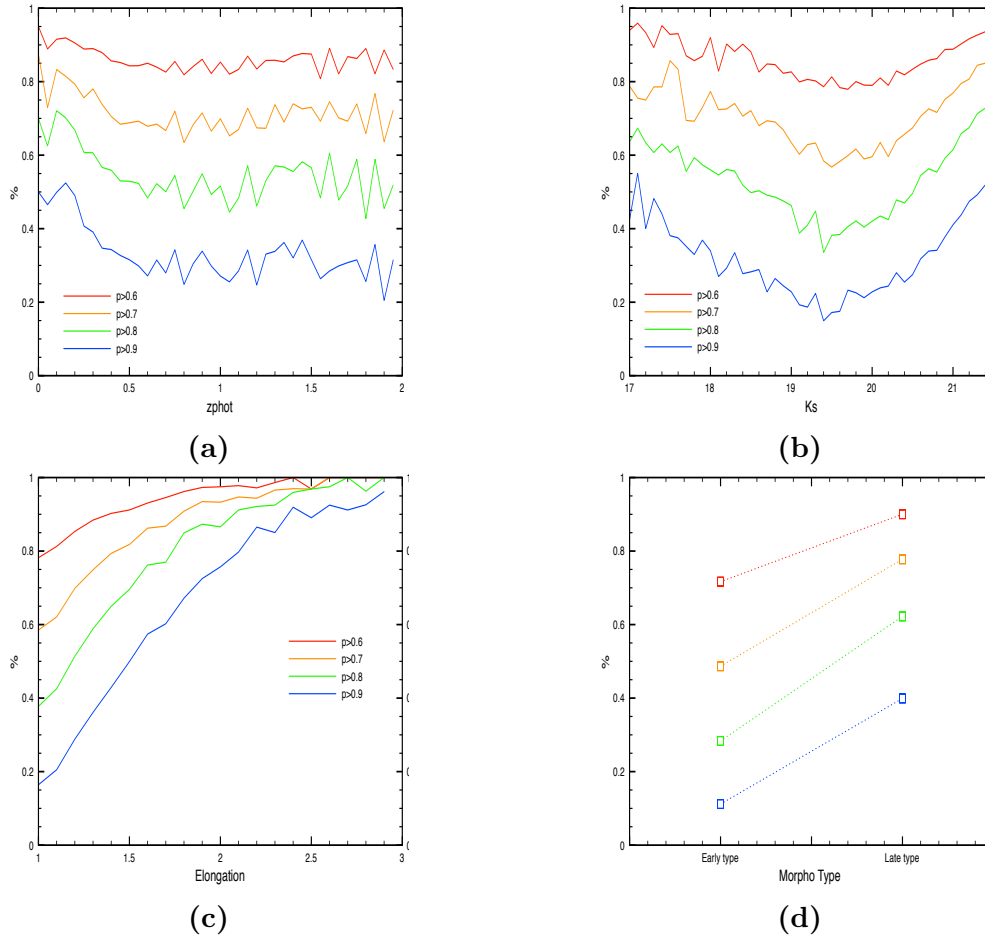 1
0.8
0.6
%
0.4
0.2
0
p>0.6
p>0.7
p>0.8
p>0.9
0 0.5 1 1.5 2
zphot
(a)
1
0.8
0.6
%
0.4
0.2
0
p>0.6
p>0.7
p>0.8
p>0.9
17 18 19 20 21
Ks
(b)
1
0.8
0.6
%
0.4
0.2
0
p>0.6
p>0.7
p>0.8
p>0.9
1 1.5 2 2.5 3
Elongation
(c)
1
0.8
0.6
%
0.4
0.2
0
Early type Late type
Morpho Type
(d)